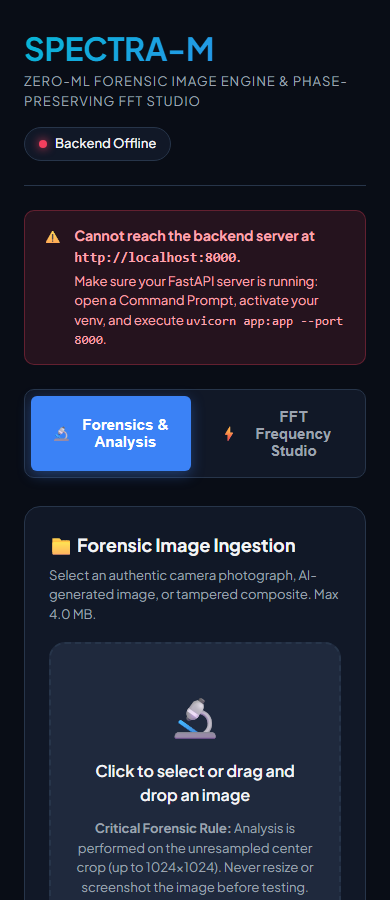 SPECTRA-M
ZERO-ML FORENSIC IMAGE ENGINE & PHASE-
PRESERVING FFT STUDIO
Backend Offline
Cannot reach the backend server at
http://localhost:8000.
Make sure your FastAPI server is running:
open a Command Prompt, activate your
venv, and execute uvicorn app:app --port
8000.
Forensics &
Analysis
FFT
Frequency
Studio
Forensic Image Ingestion
Select an authentic camera photograph, AI-
generated image, or tampered composite. Max
4.0 MB.
Click to select or drag and
drop an image
Critical Forensic Rule: Analysis is
performed on the unresampled center
crop (up to 1024×1024). Never resize or
screenshot the image before testing.